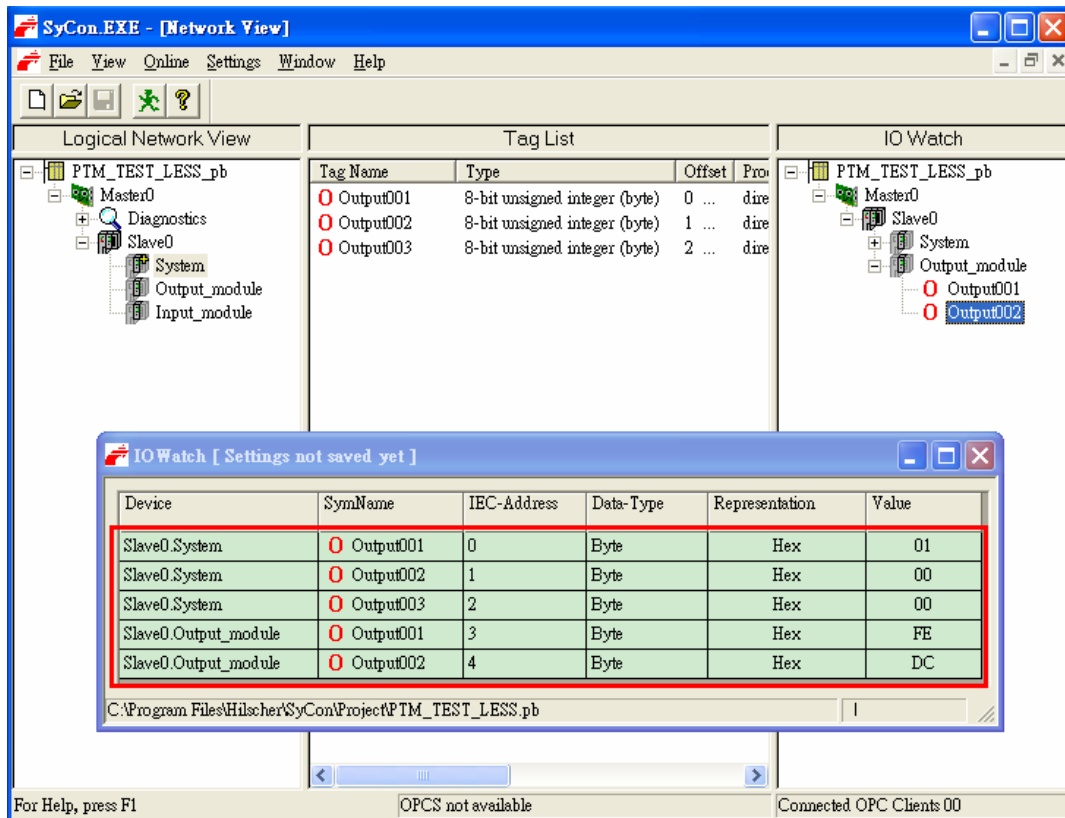 SyCon.EXE - [Network View]
File View Online Settings Window Help
Logical Network View Tag List IO Watch
PTM_TEST_LESS_pb
Master0
Diagnostics
Slave0
System
Output_module
Input_module
Tag Name Type Offset Pro
Output001 8-bit unsigned integer (byte) 0 ... dire
Output002 8-bit unsigned integer (byte) 1 ... dire
Output003 8-bit unsigned integer (byte) 2 ... dire
PTM_TEST_LESS_pb
Master0
Slave0
System
Output_module
Output001
Output002
IOWatch [ Settings not saved yet ]
Device SymName IEC-Address Data-Type Representation Value
Slave0.System Output001 0 Byte Hex 01
Slave0.System Output002 1 Byte Hex 00
Slave0.System Output003 2 Byte Hex 00
Slave0.Output_module Output001 3 Byte Hex FE
Slave0.Output_module Output002 4 Byte Hex DC
C:\Program Files\Hilscher\SyCon\Project\PTM_TEST_LESS.pb
For Help, press F1 OPCS not available Connected OPC Clients 00